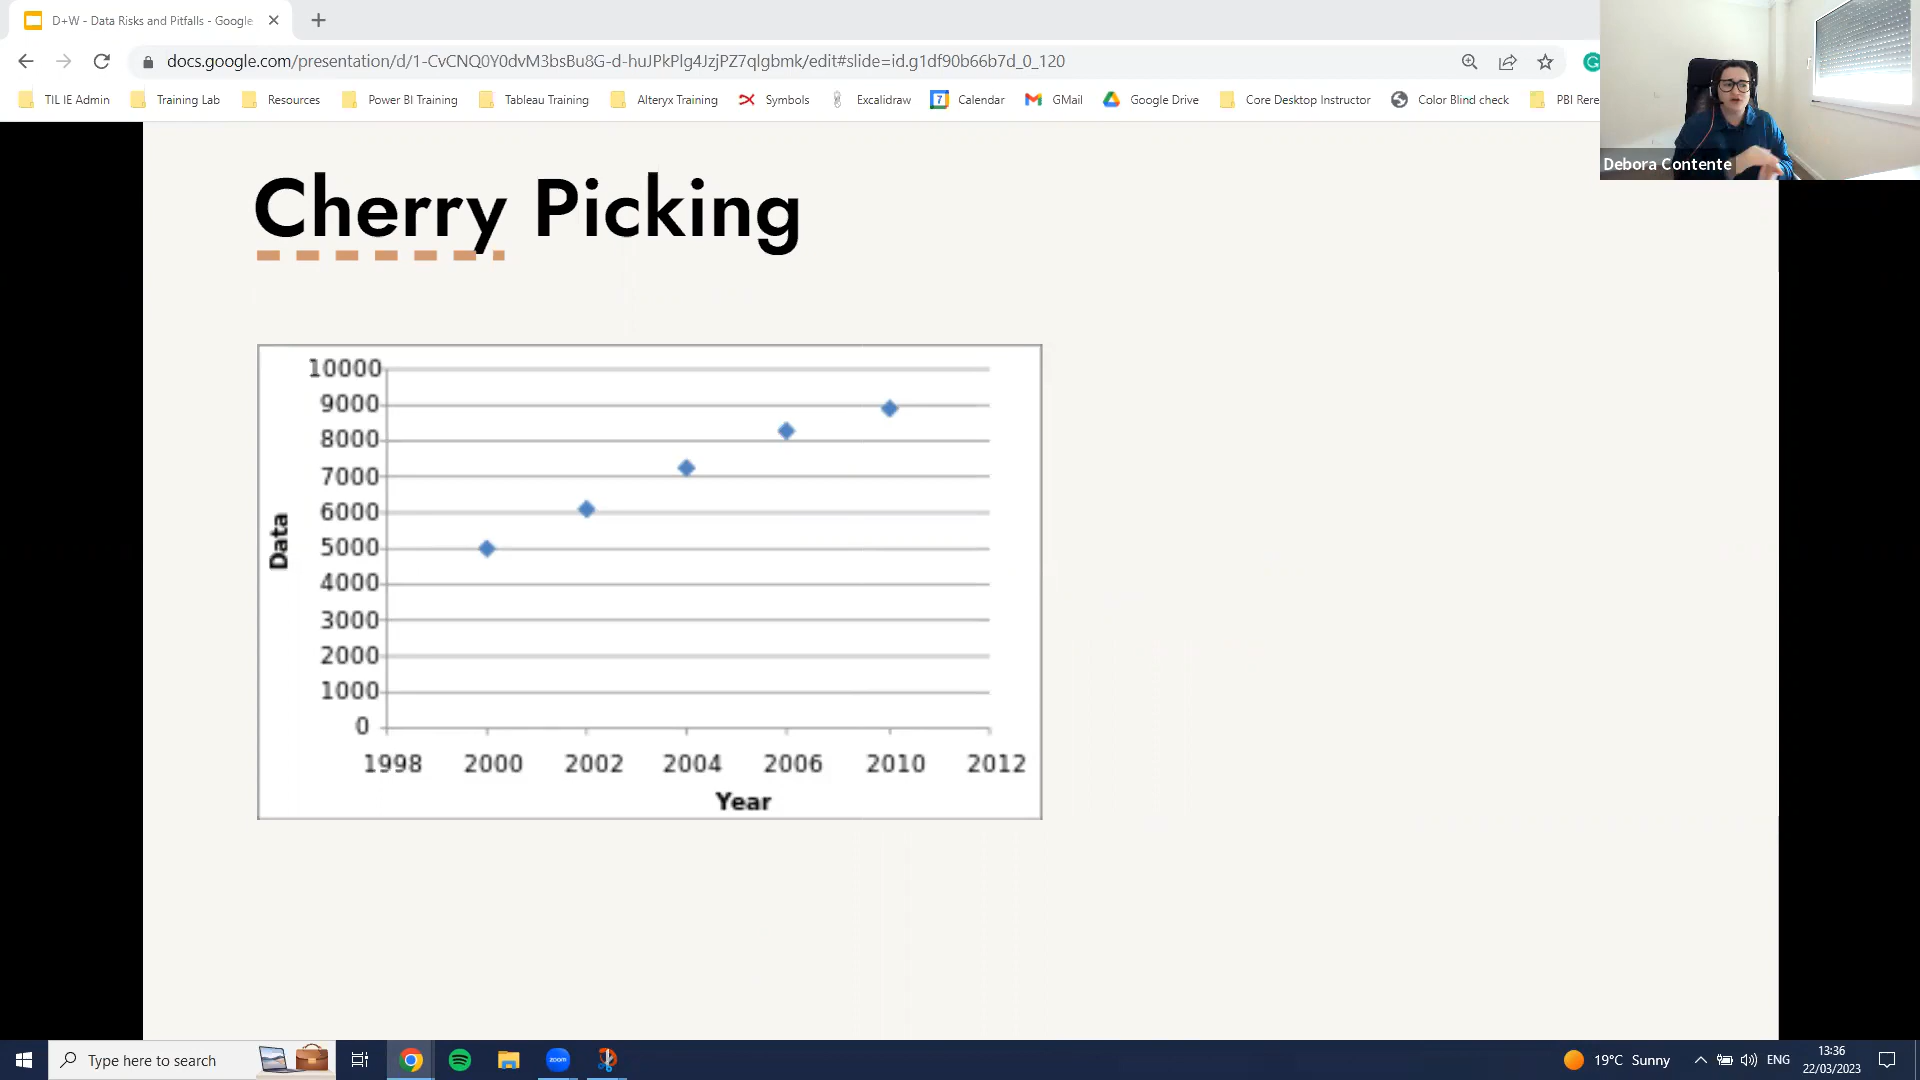 D+W - Data Risks and Pitfalls - Google
docs.google.com/presentation/d/1-CvCNQ0Y0dvM3bsBu8G-d-huJPkPlg4JzjPZ7qlgbmk/edit#slide=id.g1df90b66b7d_0_120
TIL IE Admin Training Lab Resources Power BI Training Tableau Training Alteryx Training Symbols Excalidraw 7 Calendar GMail Google Drive Core Desktop Instructor Color Blind check PBI Rere
Debora Contente
Cherry Picking
10000
9000
8000
7000
6000
5000
4000
3000
2000
1000
0
Data
1998 2000 2002 2004 2006 2010 2012
Year
Type here to search
zoom
19°C Sunny
ENG
13:36
22/03/2023